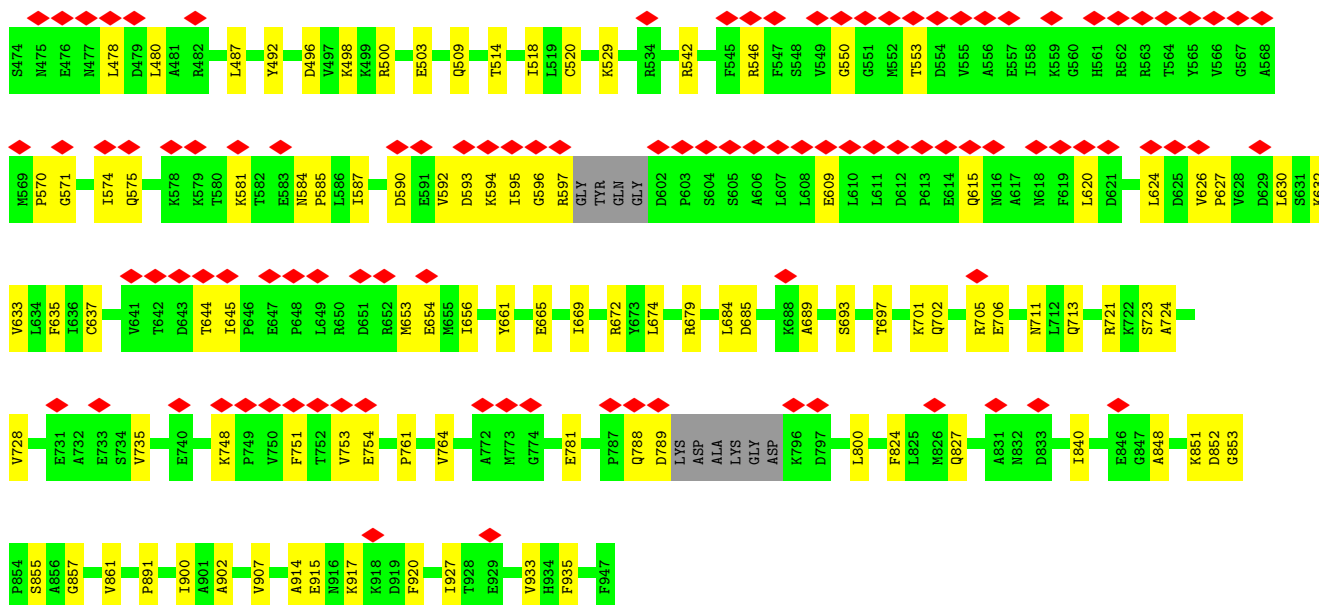 S474 N475 E476 N477 L478 D479 L480 A481 R482 L487 Y492 D496 V497 K498 K499 R500 E503 Q509 T514 I518 L519 C520 K529 R534 R542 F545 R546 F547 S548 V549 G550 G551 M552 T553 D554 V555 A556 E557 I558 K559 G560 H561 R562 R563 T564 Y565 V566 G567 A568
M569 P570 G571 I574 Q575 K578 K579 T580 K581 T582 E583 N584 P585 L586 I587 D590 E591 V592 D593 K594 I595 G596 R597 GLY TYR GLN GLY D602 P603 S604 S605 A606 L607 L608 E609 L610 L611 D612 P613 E614 Q615 N616 A617 N618 F619 L620 D621 L624 D625 V626 P627 V628 D629 L630 S631 K632
V633 L634 F635 I636 C637 V641 T642 D643 T644 I645 P646 E647 P648 L649 R650 D651 R652 M653 E654 M655 I656 Y661 E665 I669 R672 Y673 L674 R679 L684 D685 K688 A689 S693 T697 K701 Q702 R705 E706 N711 L712 Q713 R721 K722 S723 A724
V728 E731 A732 E733 S734 V735 E740 K748 P749 V750 F751 T752 V753 E754 P761 V764 A772 M773 G774 E781 P787 Q788 D789 LYS ASP ALA LYS GLY ASP K796 D797 L800 F824 L825 M826 Q827 A831 N832 D833 I840 E846 G847 A848 K851 D852 G853
P854 S855 A856 G857 V861 P891 I900 A901 A902 V907 A914 E915 N916 K917 K918 D919 F920 I927 T928 E929 V933 H934 F935 F947